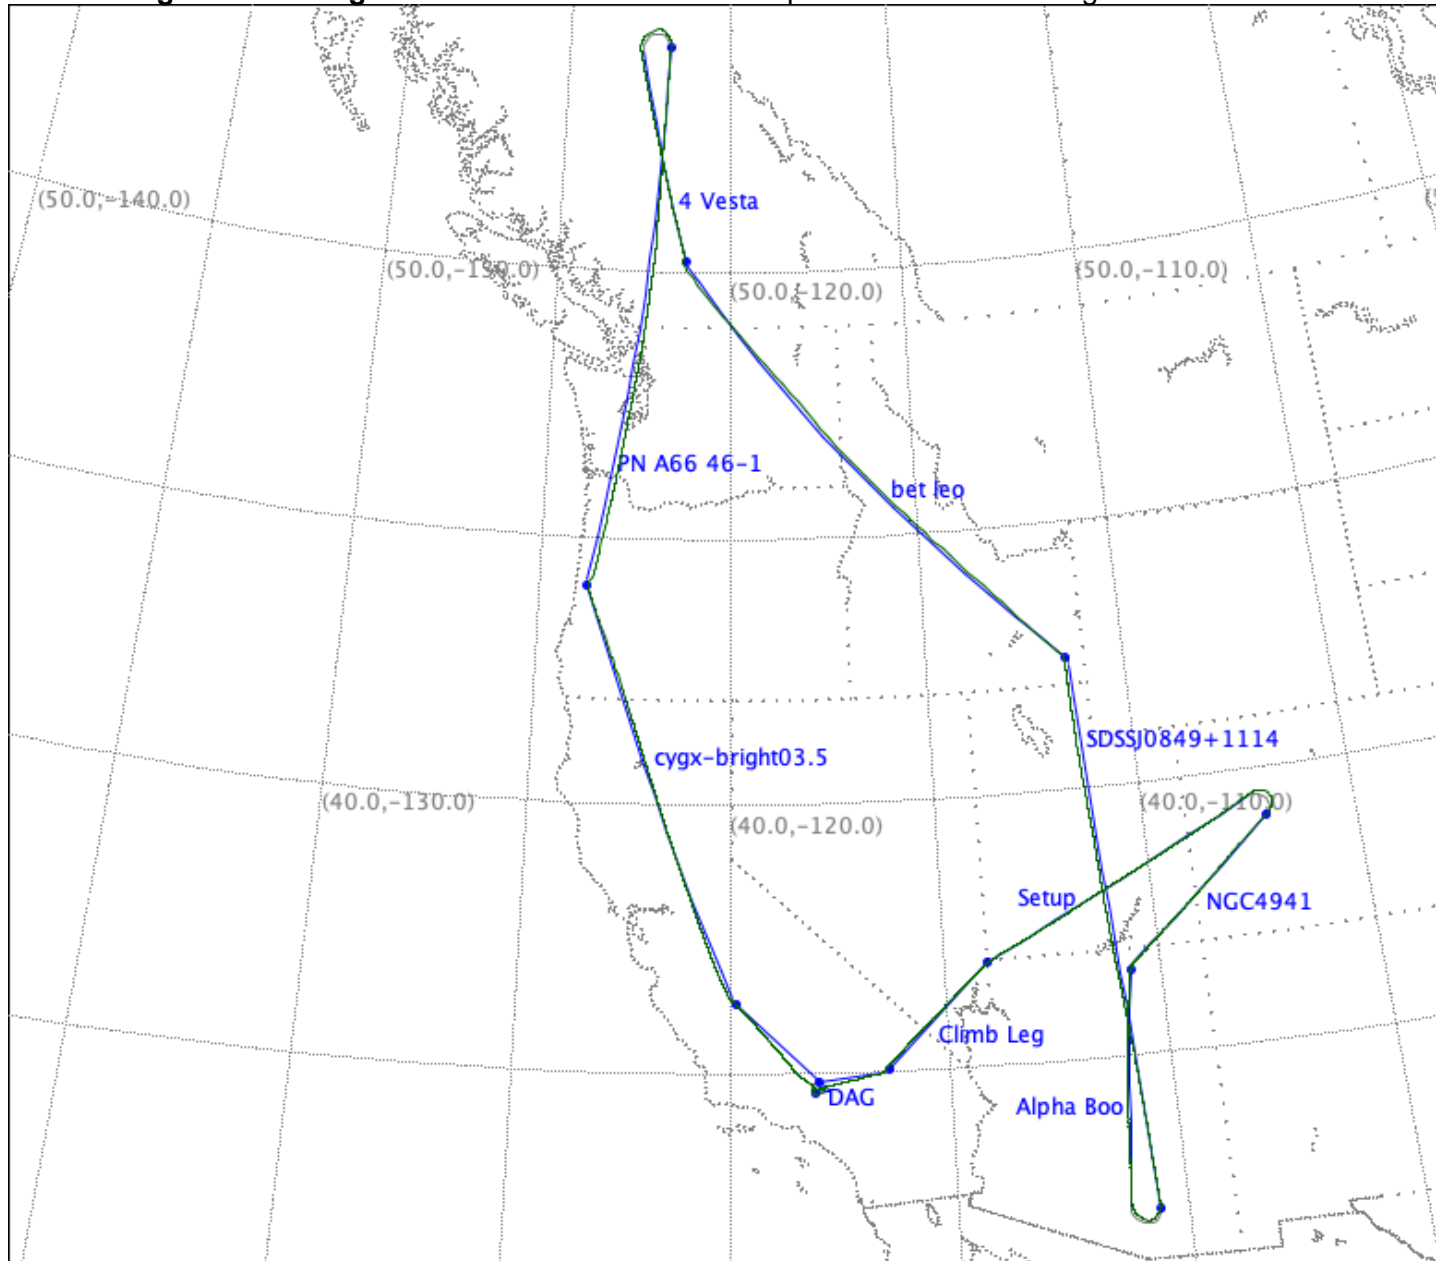 4 Vesta
(50.0,-140.0)
(50.0,-130.0)
(50.0,-120.0)
(50.0,-110.0)
PN A66 46-1
bet leo
SDSSJ0849+1114
cygx-bright03.5
(40.0,-130.0)
(40.0,-120.0)
(40.0,-110.0)
Setup
NGC4941
Climb Leg
DAG
Alpha Boo